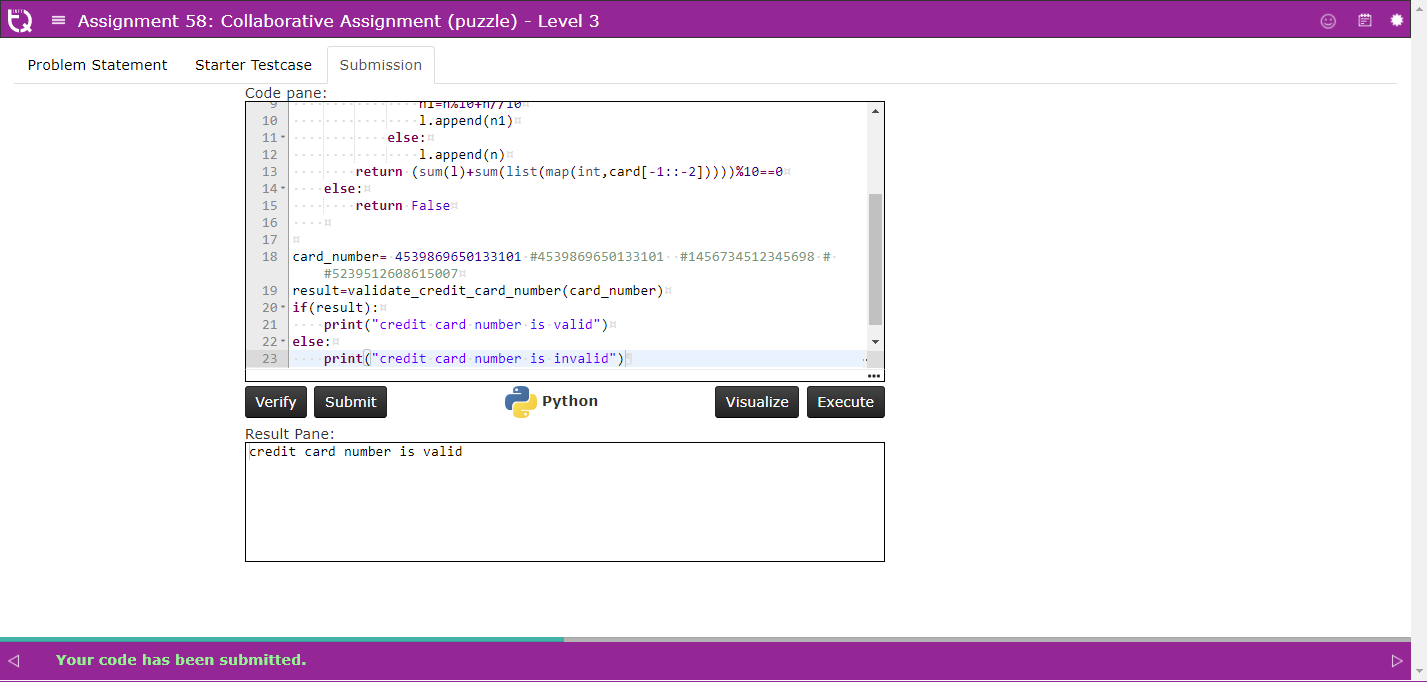 Assignment 58: Collaborative Assignment (puzzle) - Level 3
Problem Statement
Starter Testcase
Submission
Code pane:
9 n1=n%10+n//10
10 l.append(n1)
11 else:
12 l.append(n)
13 return (sum(l)+sum(list(map(int,card[-1::-2]))))%10==0
14 else:
15 return False
16
17
18 card_number= 4539869650133101 #4539869650133101  #1456734512345698 #
#5239512608615007
19 result=validate_credit_card_number(card_number)
20 if(result):
21 print("credit card number is valid")
22 else:
23 print("credit card number is invalid")
Verify
Submit
Python
Visualize
Execute
Result Pane:
credit card number is valid
Your code has been submitted.